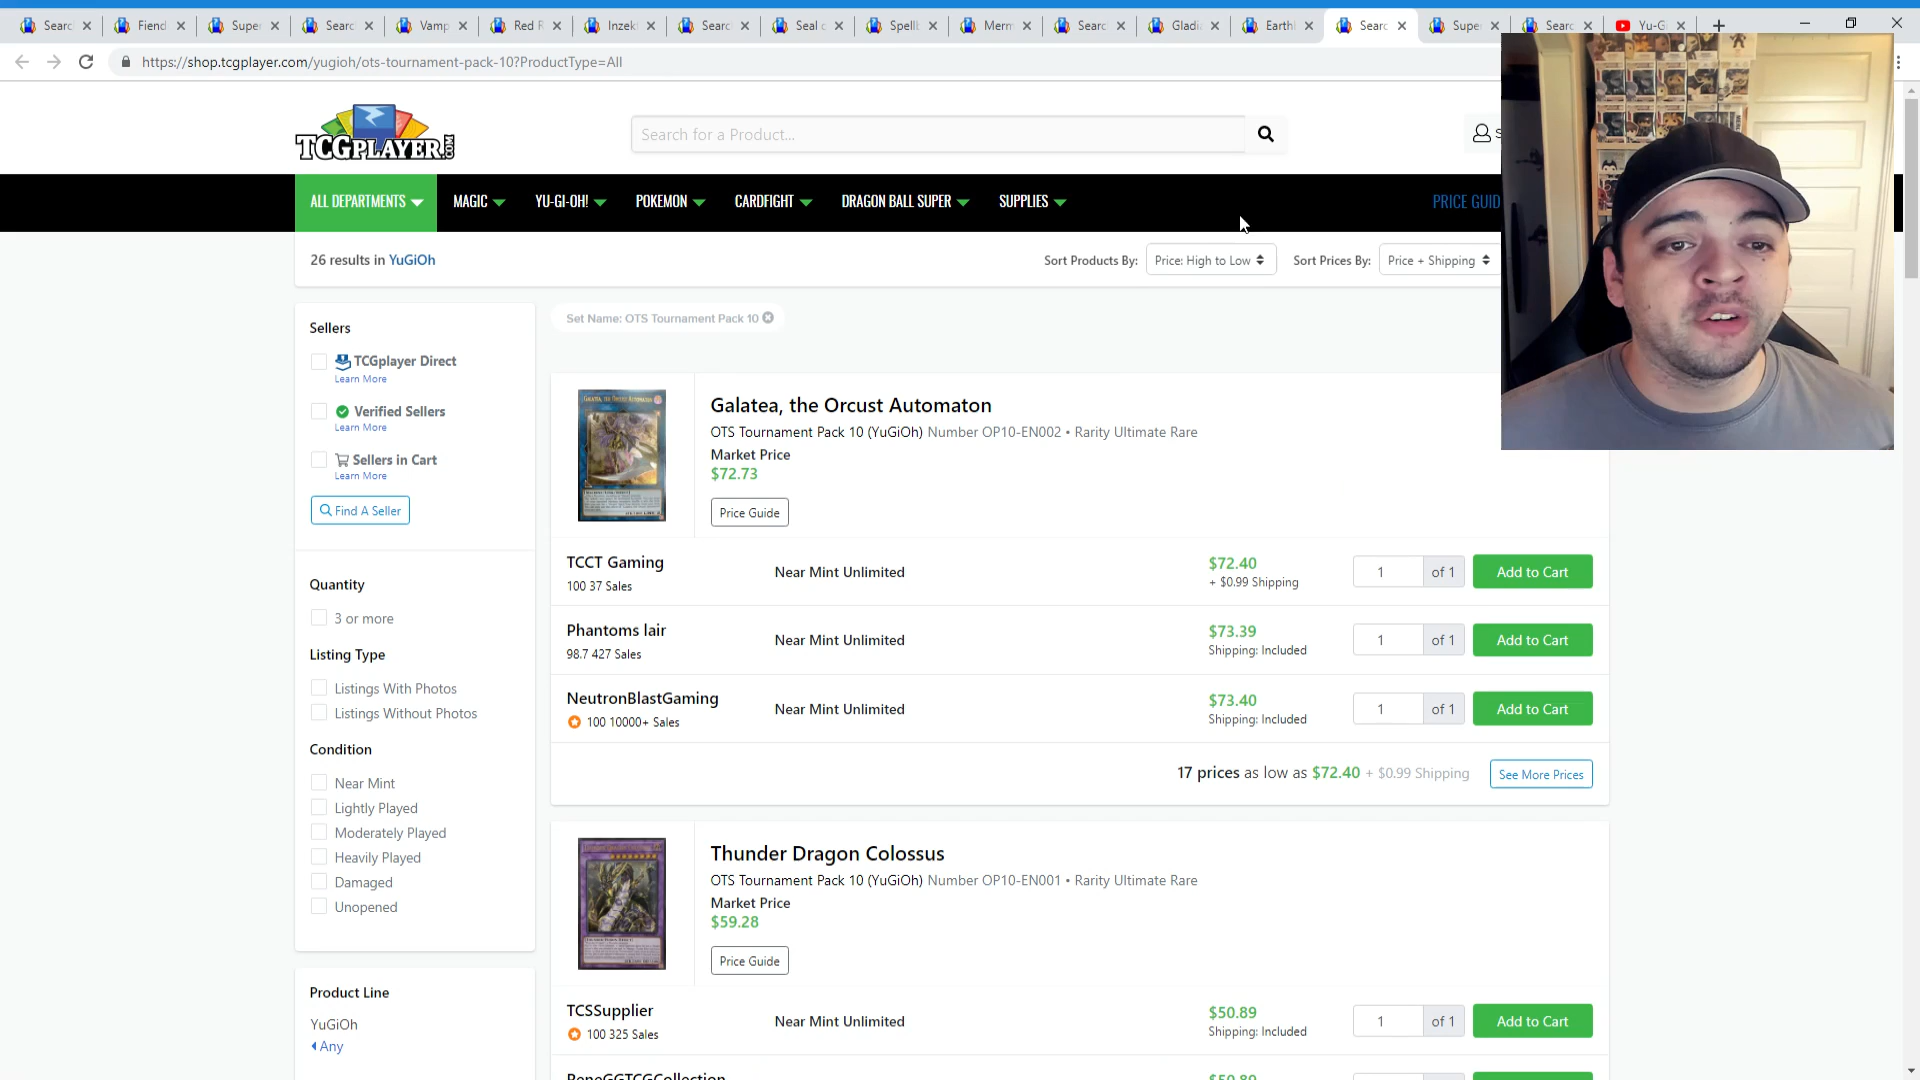 Searc
Fiend
Super
Searc
Vamp
Red R
Inzekt
Searc
Seal o
Spellb
Merm
Searc
Gladia
Earthb
Searc
Super
Searc
Yu-Gi
https://shop.tcgplayer.com/yugioh/ots-tournament-pack-10?ProductType=All
TCGPLAYER.COM
Search for a Product...
S
ALL DEPARTMENTS
MAGIC
YU-GI-OH!
POKEMON
CARDFIGHT
DRAGON BALL SUPER
SUPPLIES
PRICE GUID
26 results in YuGiOh
Sort Products By: Price: High to Low
Sort Prices By: Price + Shipping
Set Name: OTS Tournament Pack 10
Sellers
TCGplayer Direct
Learn More
Verified Sellers
Learn More
Sellers in Cart
Learn More
Find A Seller
Quantity
3 or more
Listing Type
Listings With Photos
Listings Without Photos
Condition
Near Mint
Lightly Played
Moderately Played
Heavily Played
Damaged
Unopened
Product Line
YuGiOh
Any
Galatea, the Orcust Automaton
OTS Tournament Pack 10 (YuGiOh) Number OP10-EN002 • Rarity Ultimate Rare
Market Price
$72.73
Price Guide
TCCT Gaming
100 37 Sales
Near Mint Unlimited
$72.40
+ $0.99 Shipping
1 of 1
Add to Cart
Phantoms lair
98.7 427 Sales
Near Mint Unlimited
$73.39
Shipping: Included
1 of 1
Add to Cart
NeutronBlastGaming
100 10000+ Sales
Near Mint Unlimited
$73.40
Shipping: Included
1 of 1
Add to Cart
17 prices as low as $72.40 + $0.99 Shipping
See More Prices
Thunder Dragon Colossus
OTS Tournament Pack 10 (YuGiOh) Number OP10-EN001 • Rarity Ultimate Rare
Market Price
$59.28
Price Guide
TCSSupplier
100 325 Sales
Near Mint Unlimited
$50.89
Shipping: Included
1 of 1
Add to Cart
ReneGGTCGCollection
$50.89